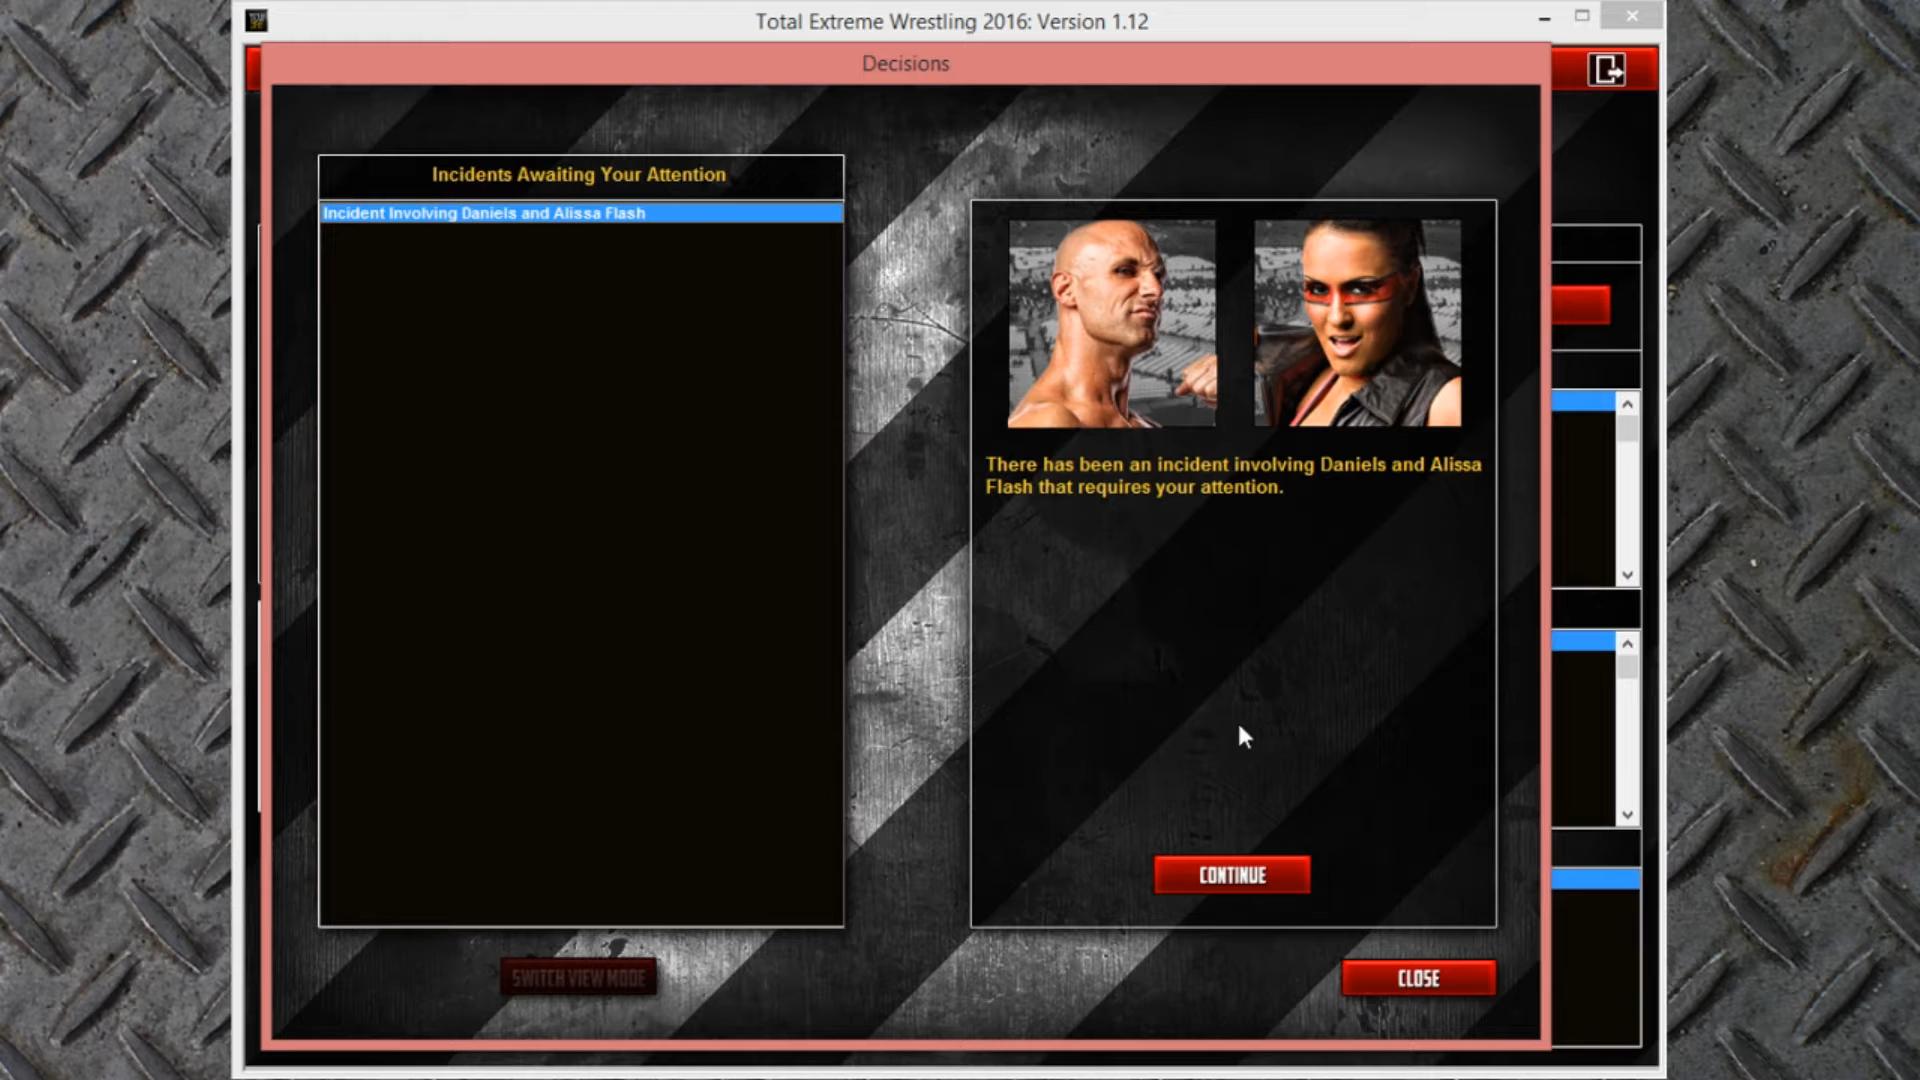 Total Extreme Wrestling 2016: Version 1.12
Decisions
Incidents Awaiting Your Attention
Incident Involving Daniels and Alissa Flash
There has been an incident involving Daniels and Alissa
Flash that requires your attention.
CONTINUE
SWITCH VIEW MODE
CLOSE